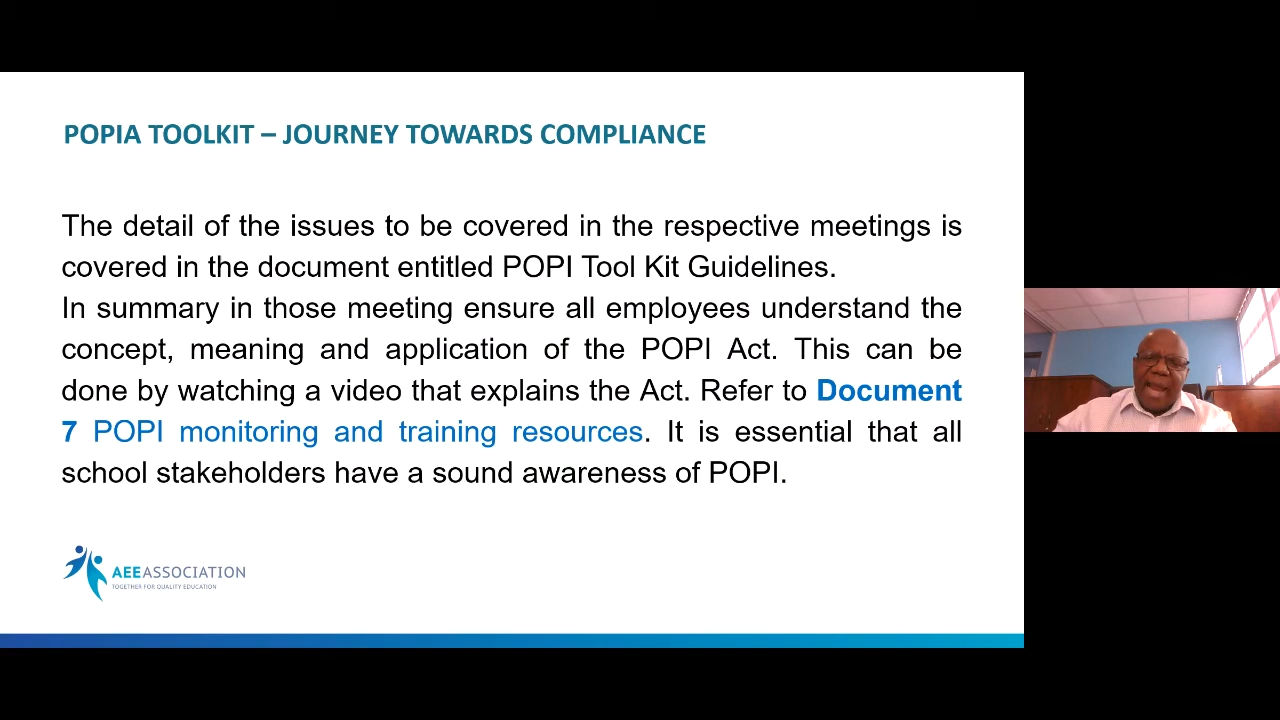 POPIA TOOLKIT – JOURNEY TOWARDS COMPLIANCE
The detail of the issues to be covered in the respective meetings is
covered in the document entitled POPI Tool Kit Guidelines.
In summary in those meeting ensure all employees understand the
concept, meaning and application of the POPI Act. This can be
done by watching a video that explains the Act. Refer to Document
7 POPI monitoring and training resources. It is essential that all
school stakeholders have a sound awareness of POPI.
AEEASSOCIATION
TOGETHER FOR QUALITY EDUCATION